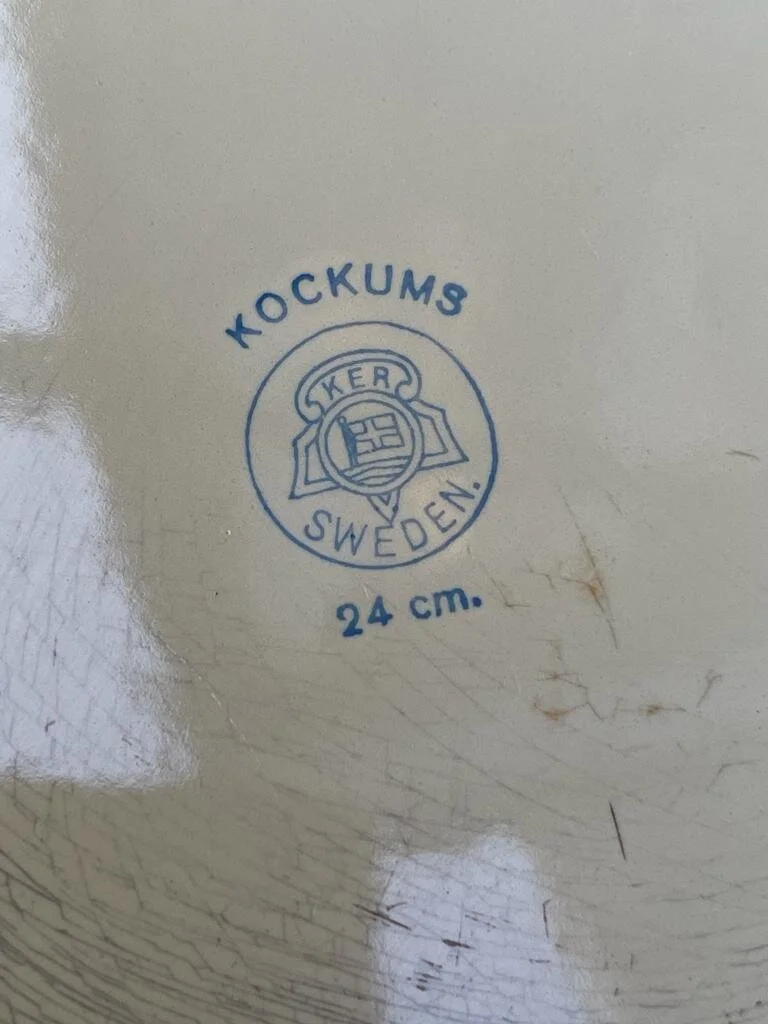 KOCKUMS
KER
SWEDEN.
24 cm.